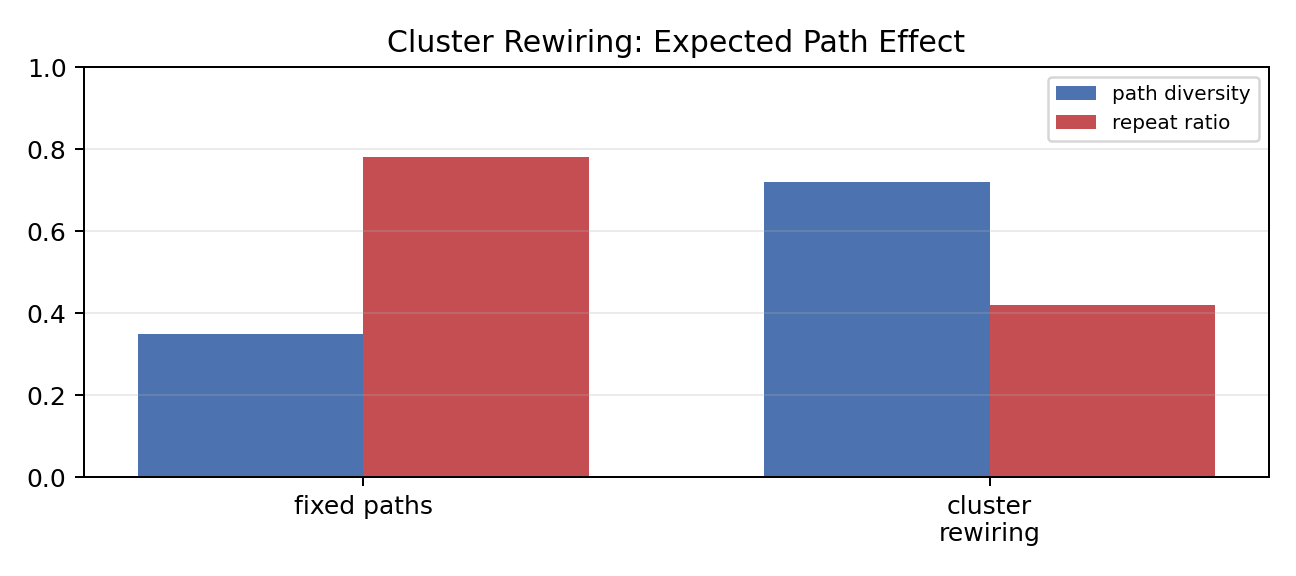 Cluster Rewiring: Expected Path Effect
1.0
0.8
0.6
0.4
0.2
0.0
path diversity
repeat ratio
fixed paths
cluster
rewiring